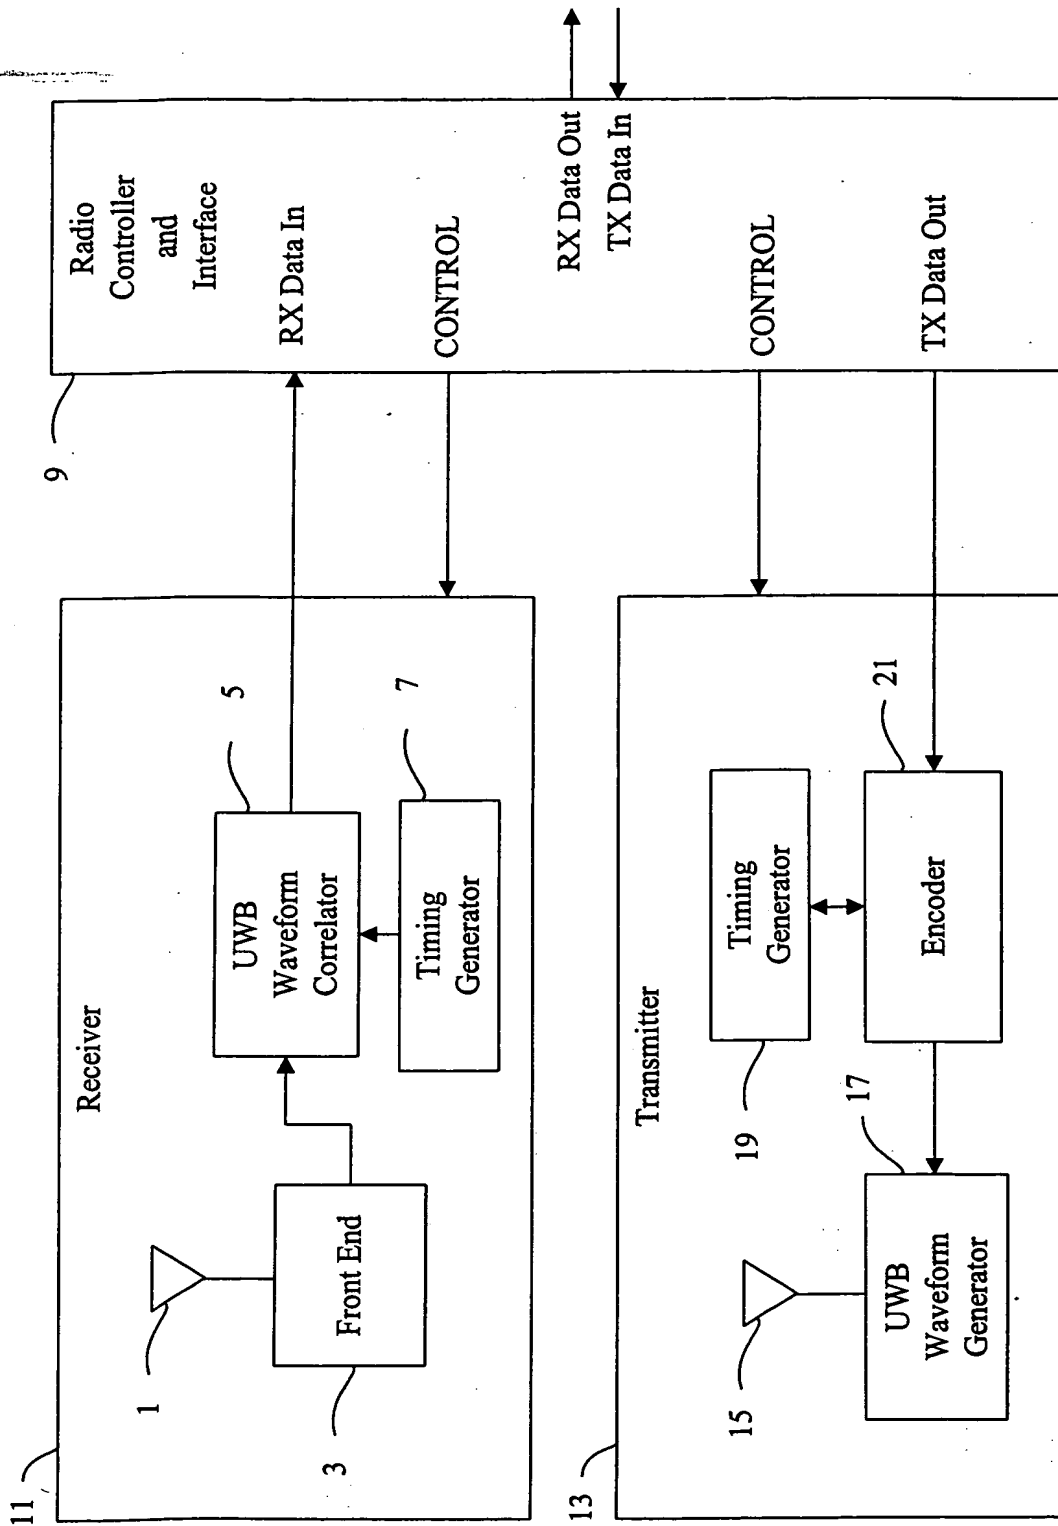 11
Receiver
1
Front End
3
UWB
Waveform
Correlator
5
Timing
Generator
7
9
Radio
Controller
and
Interface
RX Data In
CONTROL
RX Data Out
TX Data In
CONTROL
TX Data Out
13
Transmitter
15
UWB
Waveform
Generator
17
Timing
Generator
19
Encoder
21